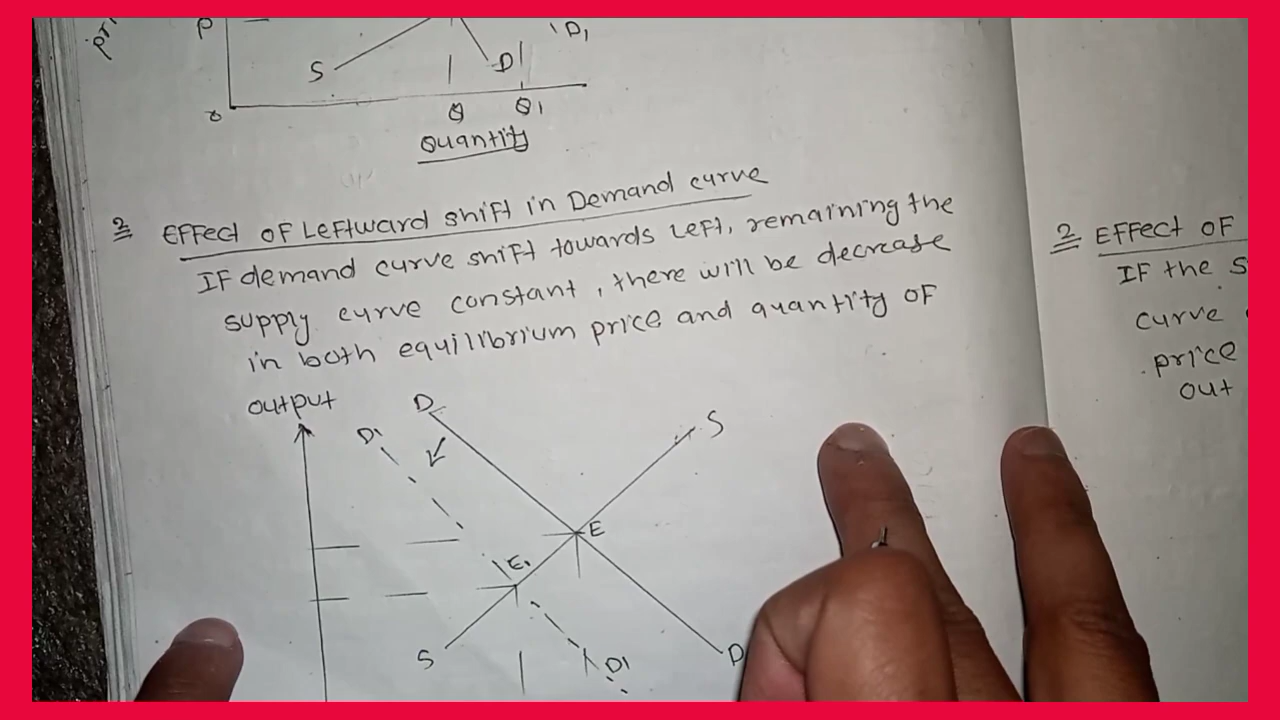 pri
P
S
D
D1
0
Q
Q1
Quantity
2 Effect of Leftward shift in Demand curve
If demand curve shift towards left, remaining the
supply curve constant, there will be decrease
in both equilibrium price and quantity of
output
D
D1
S
E
E1
S
D1
D
2 Effect of
If the s
curve
price
out